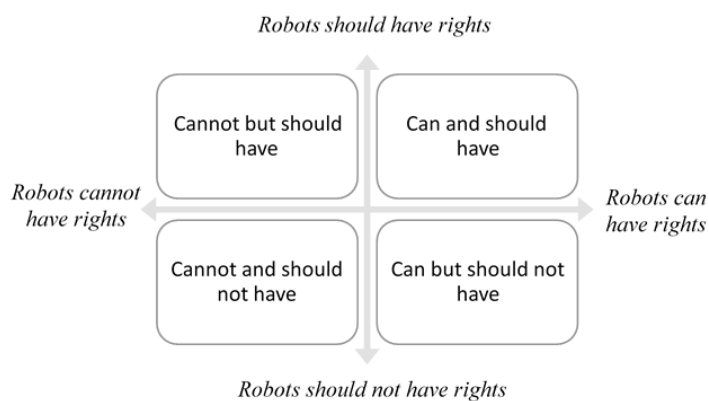 Robots should have rights
Cannot but should
have
Can and should
have
Robots cannot
have rights
Robots can
have rights
Cannot and should
not have
Can but should not
have
Robots should not have rights